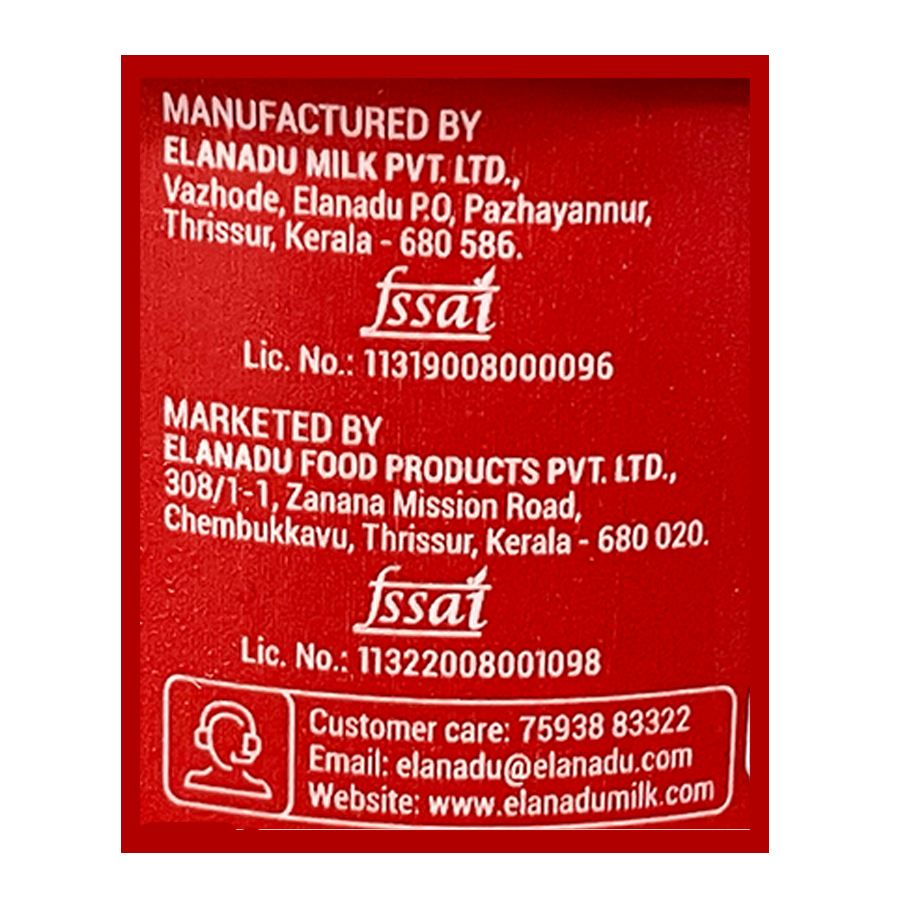 MANUFACTURED BY
ELANADU MILK PVT. LTD.,
Vazhode, Elanadu P.O, Pazhayannur,
Thrissur, Kerala - 680 586.
fssai
Lic. No.: 11319008000096
MARKETED BY
ELANADU FOOD PRODUCTS PVT. LTD.,
308/1-1, Zanana Mission Road,
Chembukkavu, Thrissur, Kerala - 680 020.
fssai
Lic. No.: 11322008001098
Customer care: 75938 83322
Email: elanadu@elanadu.com
Website: www.elanadumilk.com